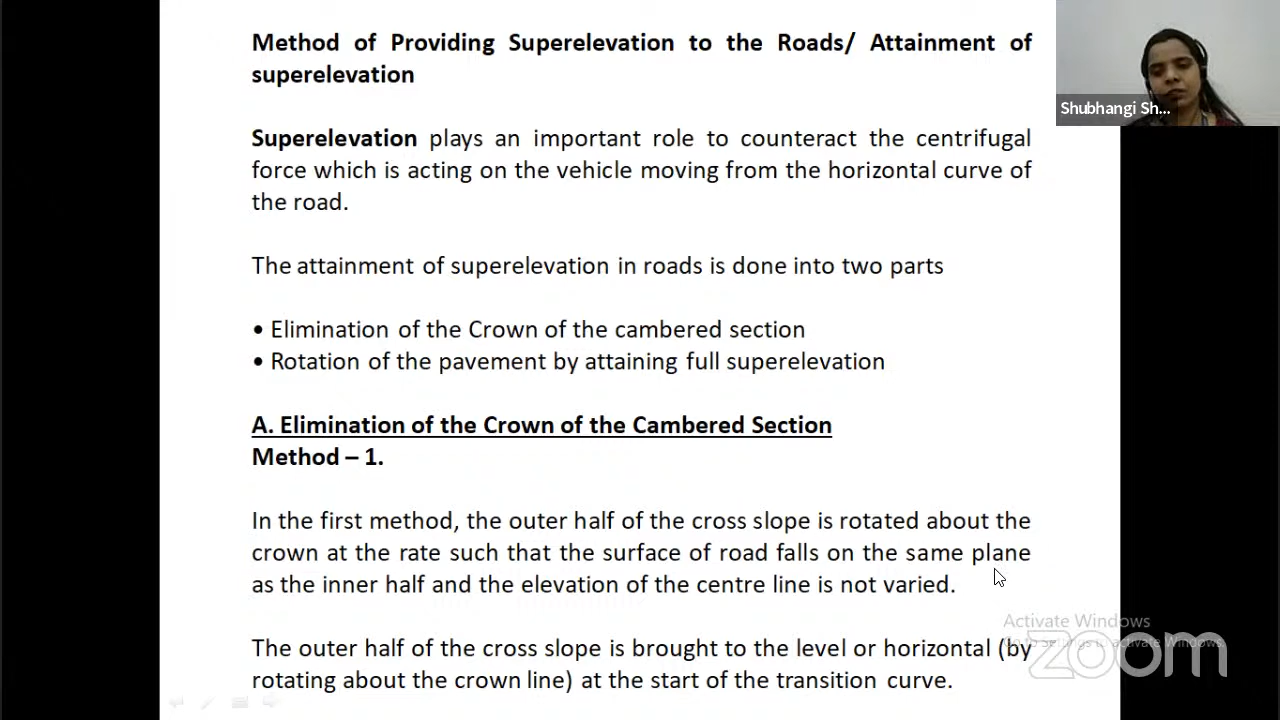 Method of Providing Superelevation to the Roads/ Attainment of
superelevation
Shubhangi Sh...
Superelevation plays an important role to counteract the centrifugal
force which is acting on the vehicle moving from the horizontal curve of
the road.
The attainment of superelevation in roads is done into two parts
• Elimination of the Crown of the cambered section
• Rotation of the pavement by attaining full superelevation
A. Elimination of the Crown of the Cambered Section
Method – 1.
In the first method, the outer half of the cross slope is rotated about the
crown at the rate such that the surface of road falls on the same plane
as the inner half and the elevation of the centre line is not varied.
Activate Windows
Go to Settings to activate Windows.
zoom
The outer half of the cross slope is brought to the level or horizontal (by
rotating about the crown line) at the start of the transition curve.